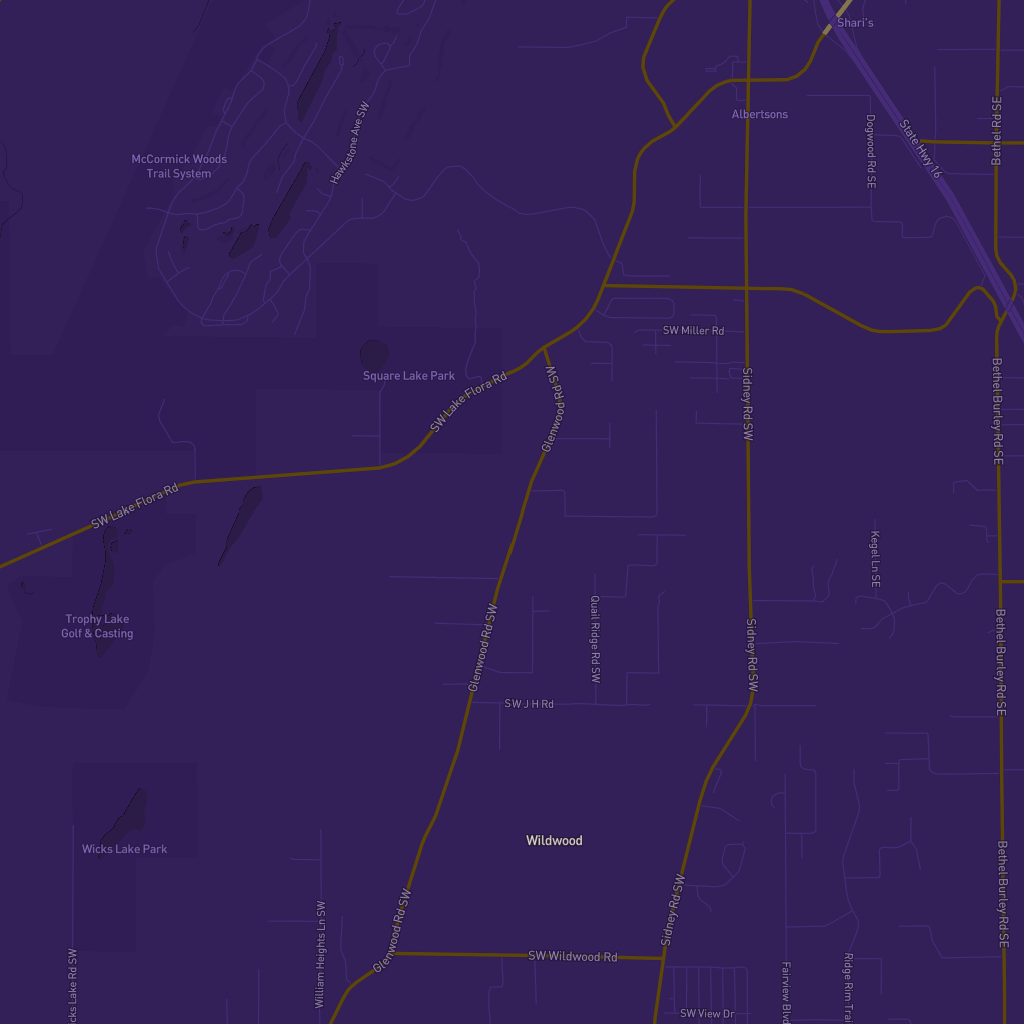 Shari's
Albertsons
Bethel Rd SE
Dogwood Rd SE
State Hwy 16
Hawkstone Ave SW
McCormick Woods
Trail System
SW Miller Rd
Square Lake Park
SW Lake Flora Rd
Glenwood Rd SW
Sidney Rd SW
Bethel Burley Rd SE
SW Lake Flora Rd
Kegel Ln SE
Trophy Lake
Golf & Casting
Glenwood Rd SW
Quail Ridge Rd SW
Sidney Rd SW
Bethel Burley Rd SE
SW J H Rd
Wildwood
Wicks Lake Park
Bethel Burley Rd SE
Glenwood Rd SW
Sidney Rd SW
William Heights Ln SW
SW Wildwood Rd
icks Lake Rd SW
Fairview Blvd
Ridge Rim Trai
SW View Dr